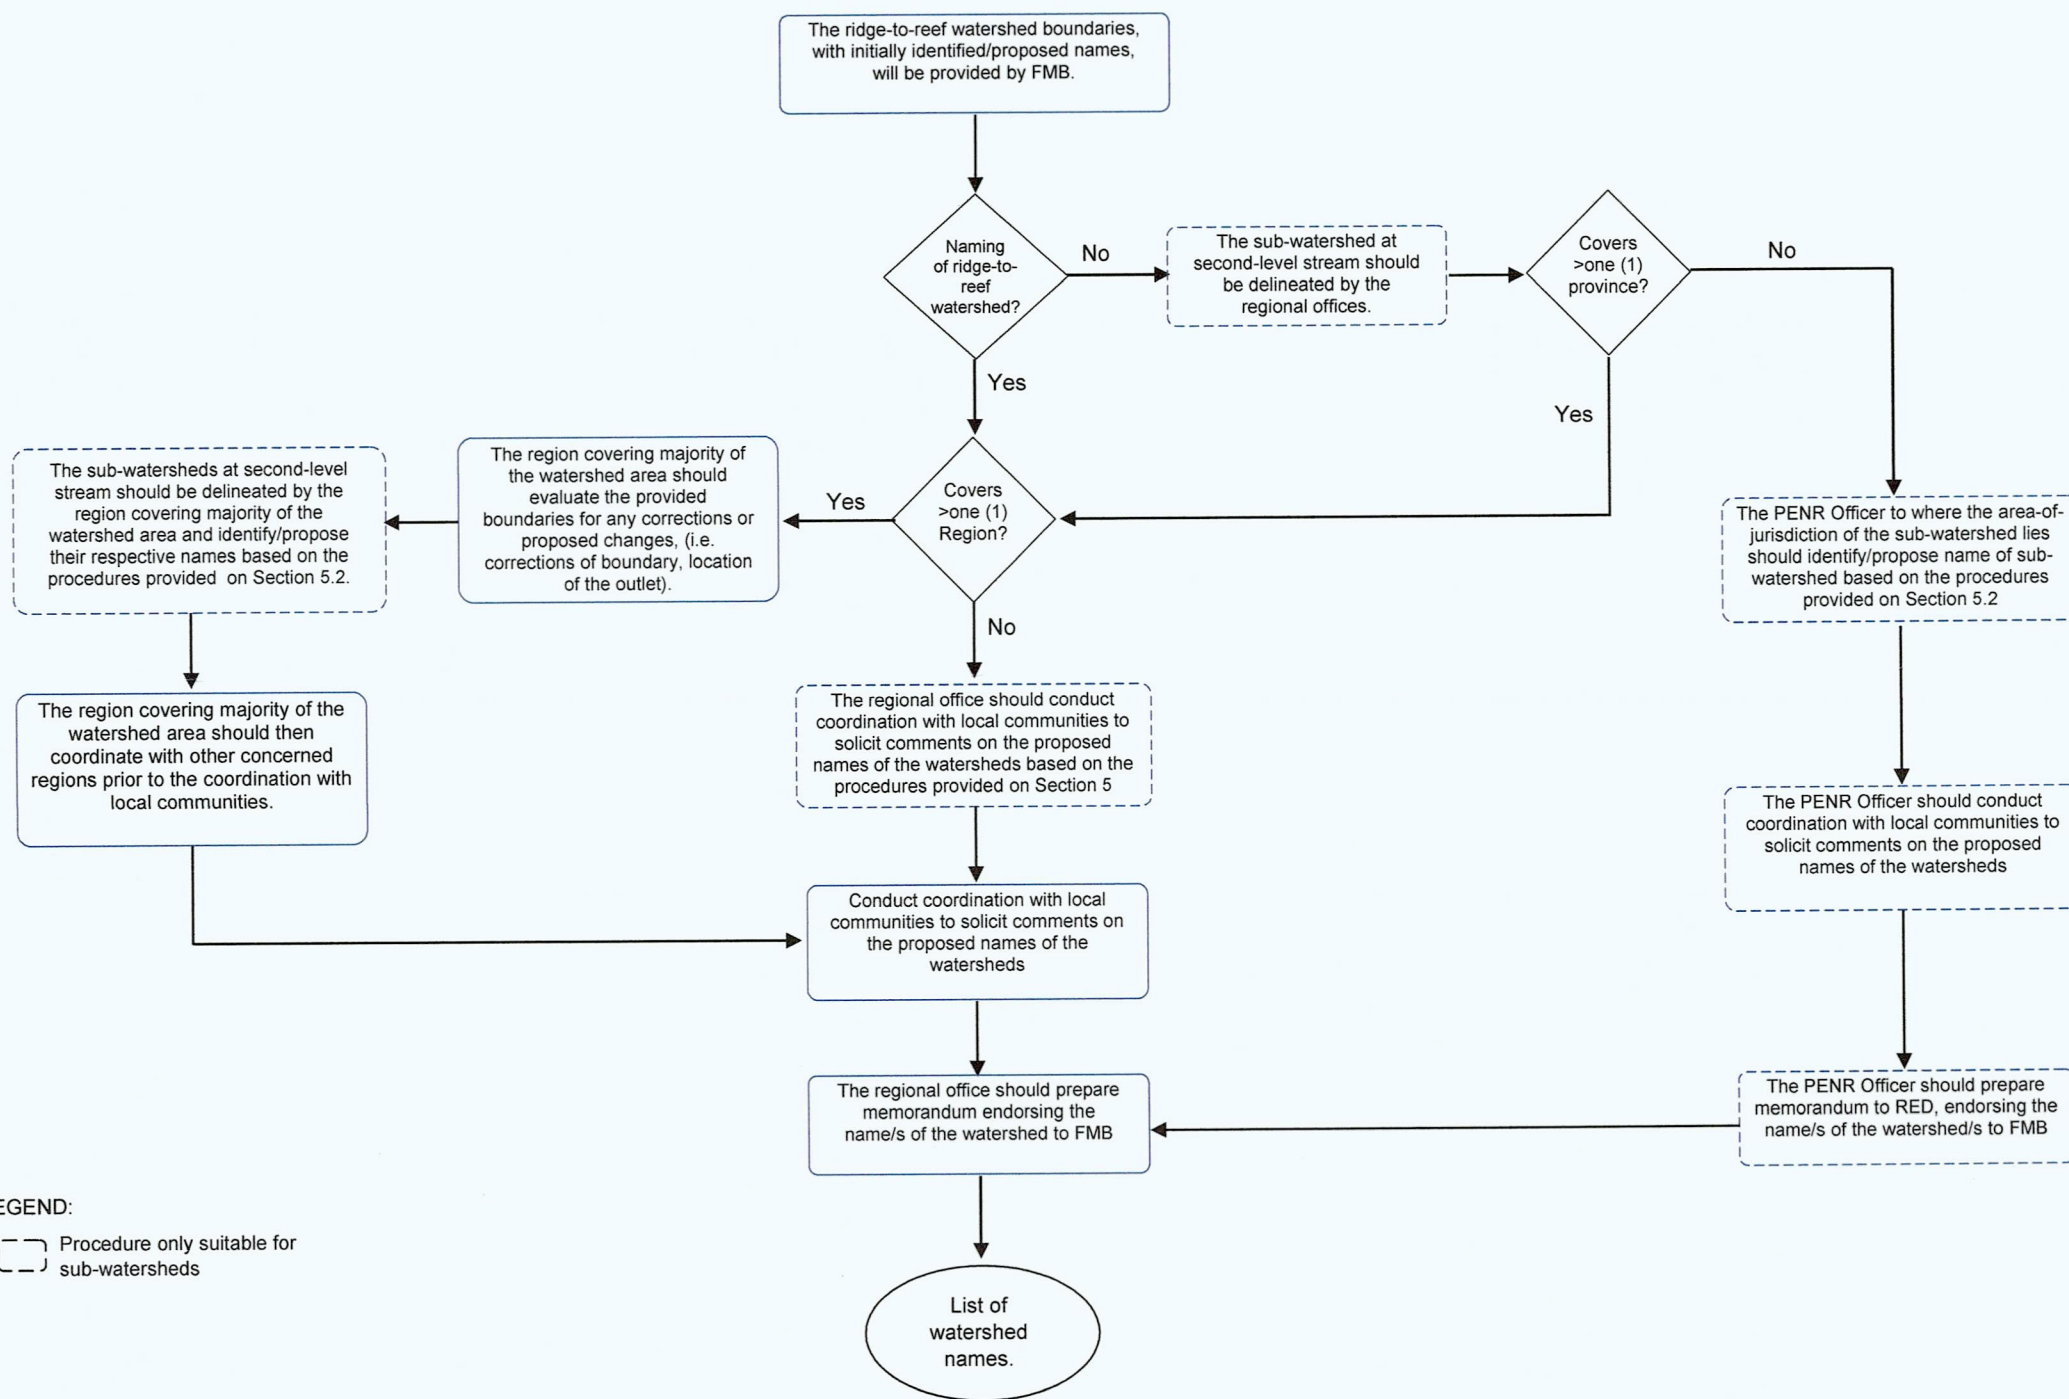 The ridge-to-reef watershed boundaries,
with initially identified/proposed names,
will be provided by FMB.
Naming
of ridge-to-
reef
watershed?
No
The sub-watershed at
second-level stream should
be delineated by the
regional offices.
Covers
>one (1)
province?
No
Yes
Yes
The sub-watersheds at second-level
stream should be delineated by the
region covering majority of the
watershed area and identify/propose
their respective names based on the
procedures provided on Section 5.2.
The region covering majority of
the watershed area should
evaluate the provided
boundaries for any corrections or
proposed changes, (i.e.
corrections of boundary, location
of the outlet).
Yes
Covers
>one (1)
Region?
The PENR Officer to where the area-of-
jurisdiction of the sub-watershed lies
should identify/propose name of sub-
watershed based on the procedures
provided on Section 5.2
No
The region covering majority of the
watershed area should then
coordinate with other concerned
regions prior to the coordination with
local communities.
The regional office should conduct
coordination with local communities to
solicit comments on the proposed
names of the watersheds based on the
procedures provided on Section 5
The PENR Officer should conduct
coordination with local communities to
solicit comments on the proposed
names of the watersheds
Conduct coordination with local
communities to solicit comments on
the proposed names of the
watersheds
The regional office should prepare
memorandum endorsing the
name/s of the watershed to FMB
The PENR Officer should prepare
memorandum to RED, endorsing the
name/s of the watershed/s to FMB
EGEND:
Procedure only suitable for
sub-watersheds
List of
watershed
names.